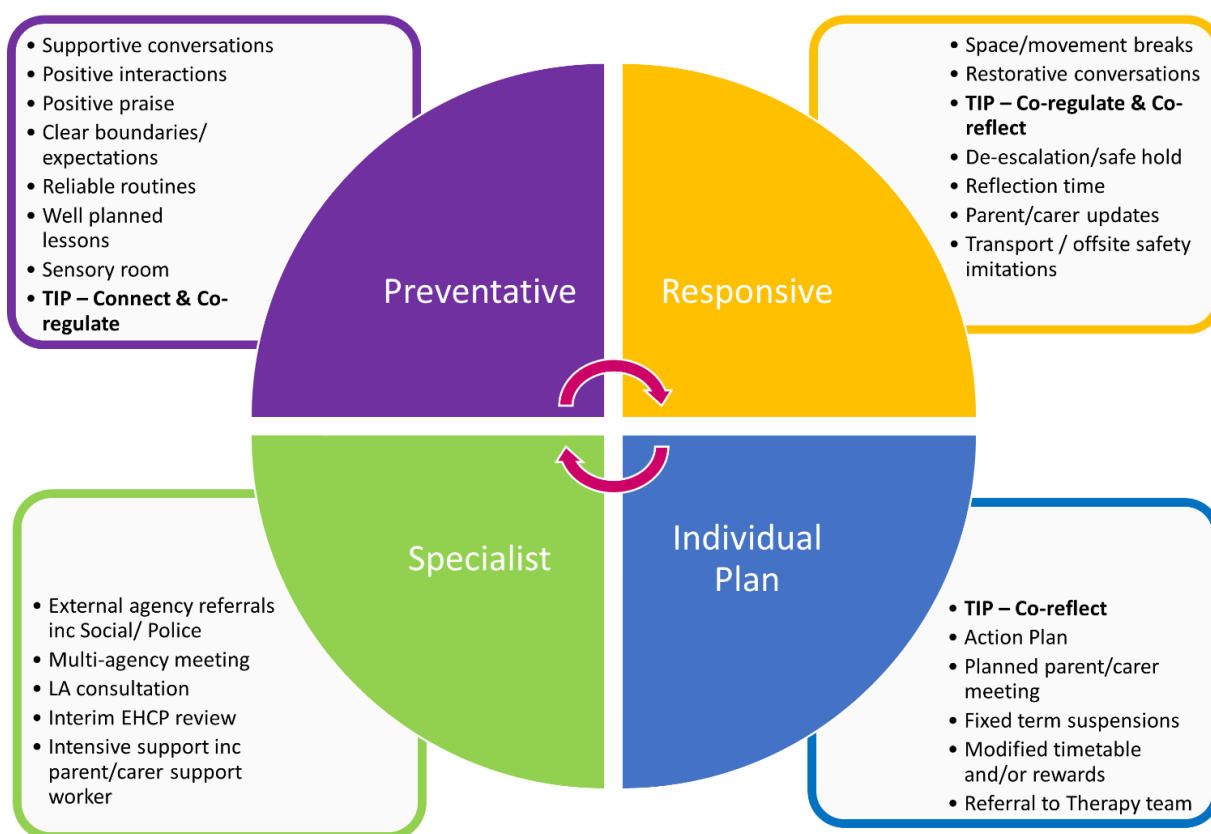 • Supportive conversations
• Positive interactions
• Positive praise
• Clear boundaries/
expectations
• Reliable routines
• Well planned
lessons
• Sensory room
• TIP – Connect & Co-
regulate
Preventative
• Space/movement breaks
• Restorative conversations
• TIP – Co-regulate & Co-
reflect
• De-escalation/safe hold
• Reflection time
• Parent/carer updates
• Transport / offsite safety
imitations
Responsive
Specialist
• External agency referrals
inc Social/ Police
• Multi-agency meeting
• LA consultation
• Interim EHCP review
• Intensive support inc
parent/carer support
worker
Individual
Plan
• TIP – Co-reflect
• Action Plan
• Planned parent/carer
meeting
• Fixed term suspensions
• Modified timetable
and/or rewards
• Referral to Therapy team